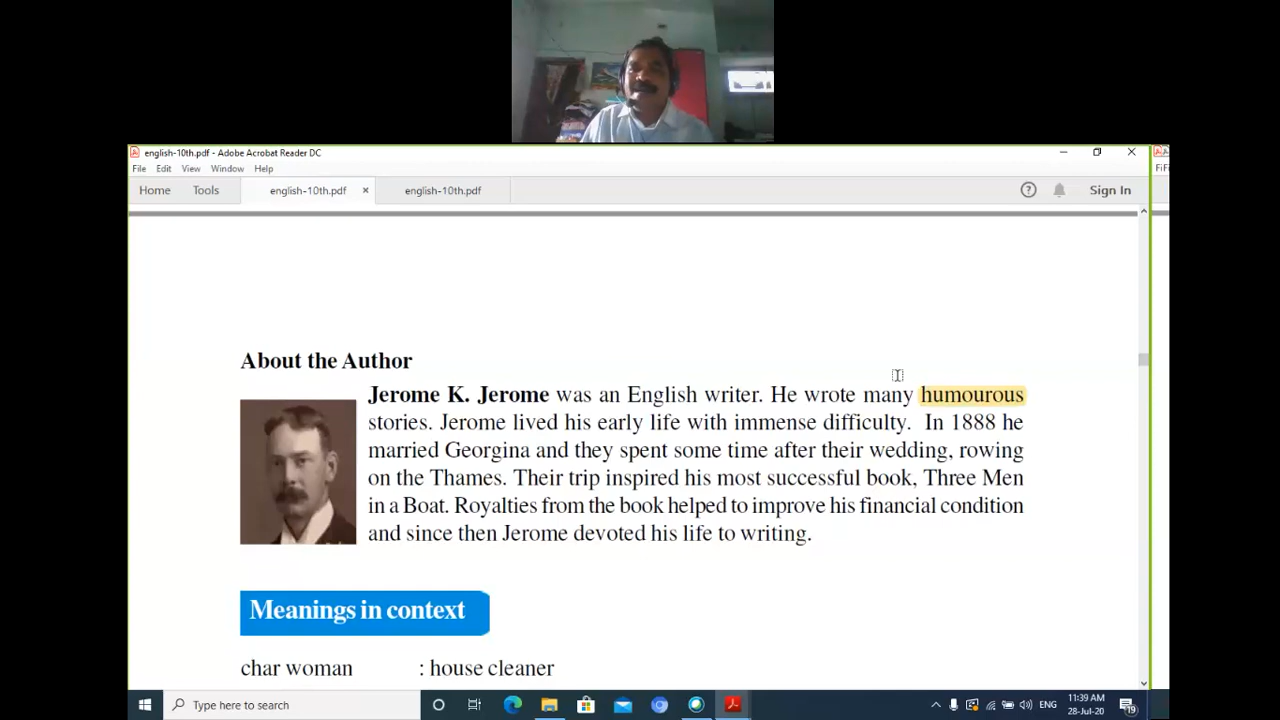 english-10th.pdf - Adobe Acrobat Reader DC
File Edit View Window Help
Home Tools english-10th.pdf × english-10th.pdf ? Sign In
About the Author
Jerome K. Jerome was an English writer. He wrote many humourous
stories. Jerome lived his early life with immense difficulty. In 1888 he
married Georgina and they spent some time after their wedding, rowing
on the Thames. Their trip inspired his most successful book, Three Men
in a Boat. Royalties from the book helped to improve his financial condition
and since then Jerome devoted his life to writing.
Meanings in context
char woman : house cleaner
Type here to search
ENG
11:39 AM
28-Jul-20
19